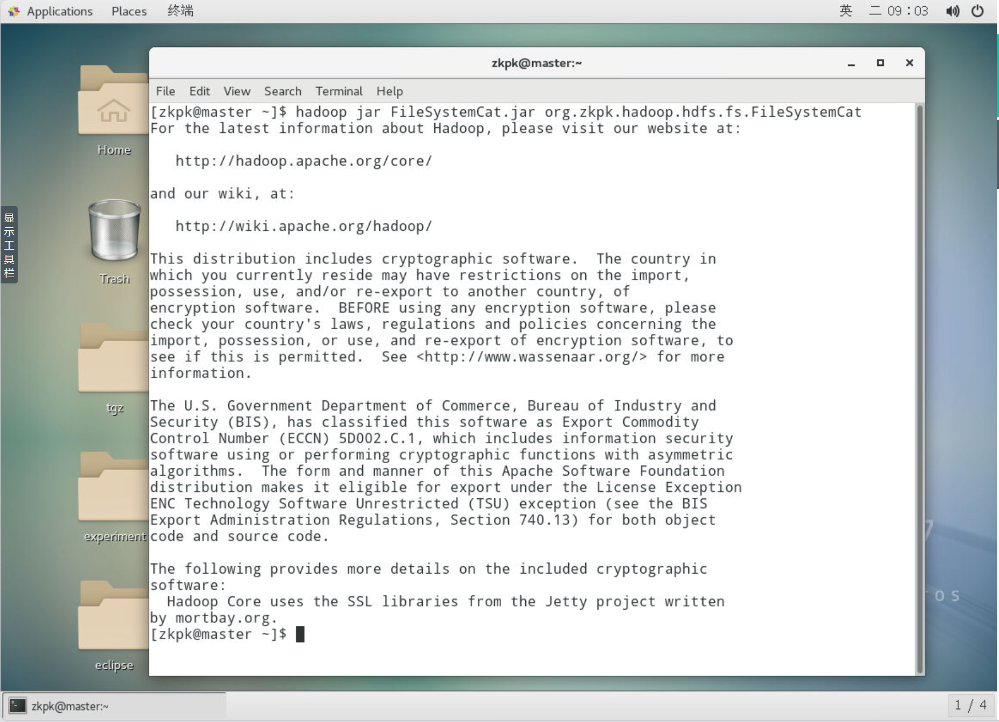 Applications Places 终端 英 二 09：03
zkpk@master:~
File Edit View Search Terminal Help
[zkpk@master ~]$ hadoop jar FileSystemCat.jar org.zkpk.hadoop.hdfs.fs.FileSystemCat
For the latest information about Hadoop, please visit our website at:
http://hadoop.apache.org/core/
and our wiki, at:
http://wiki.apache.org/hadoop/
This distribution includes cryptographic software.  The country in
which you currently reside may have restrictions on the import,
possession, use, and/or re-export to another country, of
encryption software.  BEFORE using any encryption software, please
check your country's laws, regulations and policies concerning the
import, possession, or use, and re-export of encryption software, to
see if this is permitted.  See <http://www.wassenaar.org/> for more
information.
The U.S. Government Department of Commerce, Bureau of Industry and
Security (BIS), has classified this software as Export Commodity
Control Number (ECCN) 5D002.C.1, which includes information security
software using or performing cryptographic functions with asymmetric
algorithms.  The form and manner of this Apache Software Foundation
distribution makes it eligible for export under the License Exception
ENC Technology Software Unrestricted (TSU) exception (see the BIS
Export Administration Regulations, Section 740.13) for both object
code and source code.
The following provides more details on the included cryptographic
software:
Hadoop Core uses the SSL libraries from the Jetty project written
by mortbay.org.
[zkpk@master ~]$
Home
Trash
tgz
experiment
eclipse
显示工具栏
7
OS
zkpk@master:~
1 / 4